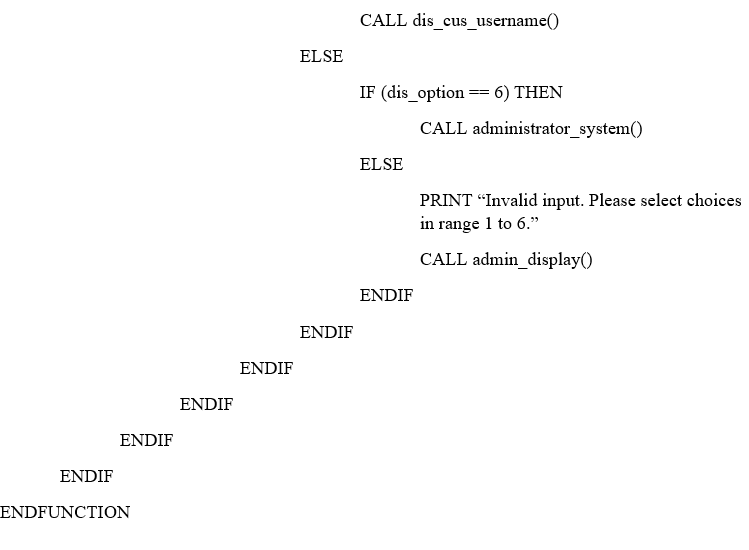 CALL dis_cus_username()
ELSE
IF (dis_option == 6) THEN
CALL administrator_system()
ELSE
PRINT “Invalid input. Please select choices
in range 1 to 6.”
CALL admin_display()
ENDIF
ENDIF
ENDIF
ENDIF
ENDIF
ENDIF
ENDFUNCTION